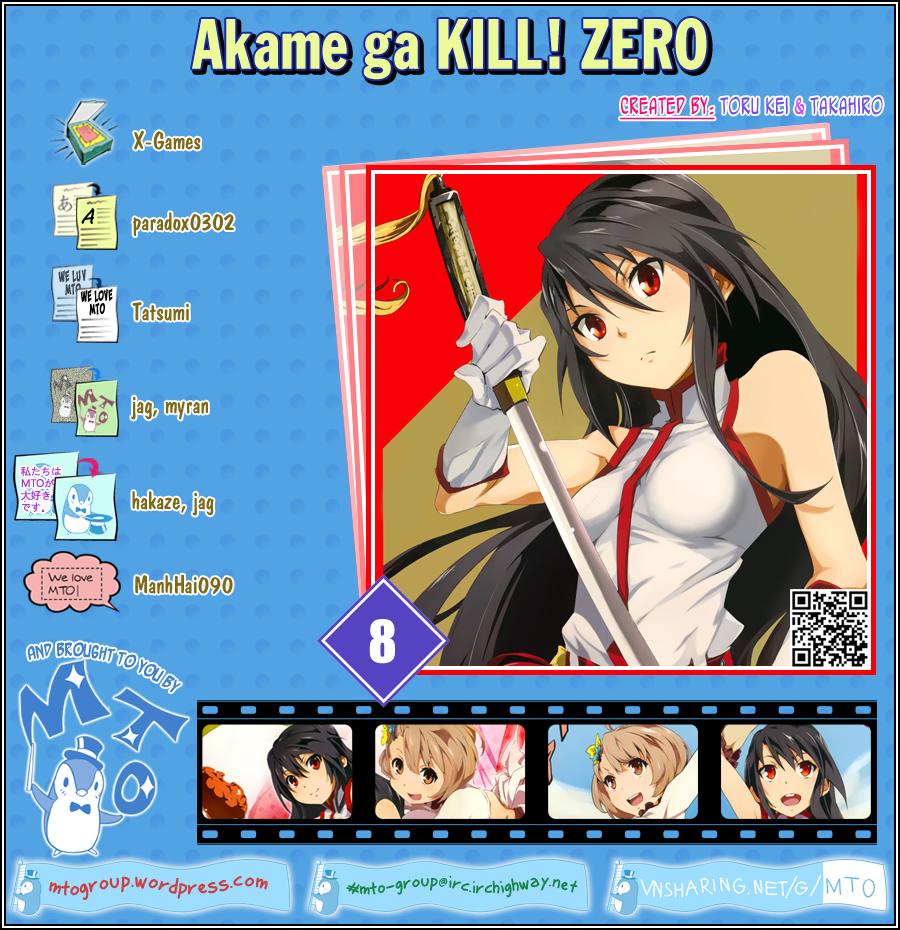 Akame ga KILL! ZERO
CREATED BY: TORU KEI & TAKAHIRO
X-Games
あ
A
paradox0302
WE LUV
MTO
WE LOVE
MTO
Tatsumi
MTO
jag, myran
私たちは
MTOが
大好き
です。
hakaze, jag
We love
MTO!
ManhHai090
8
AND BROUGHT TO YOU BY
MTO
mtogroup.wordpress.com
#mto-group@irc.irchighway.net
VNSHARING.NET/G/MTO